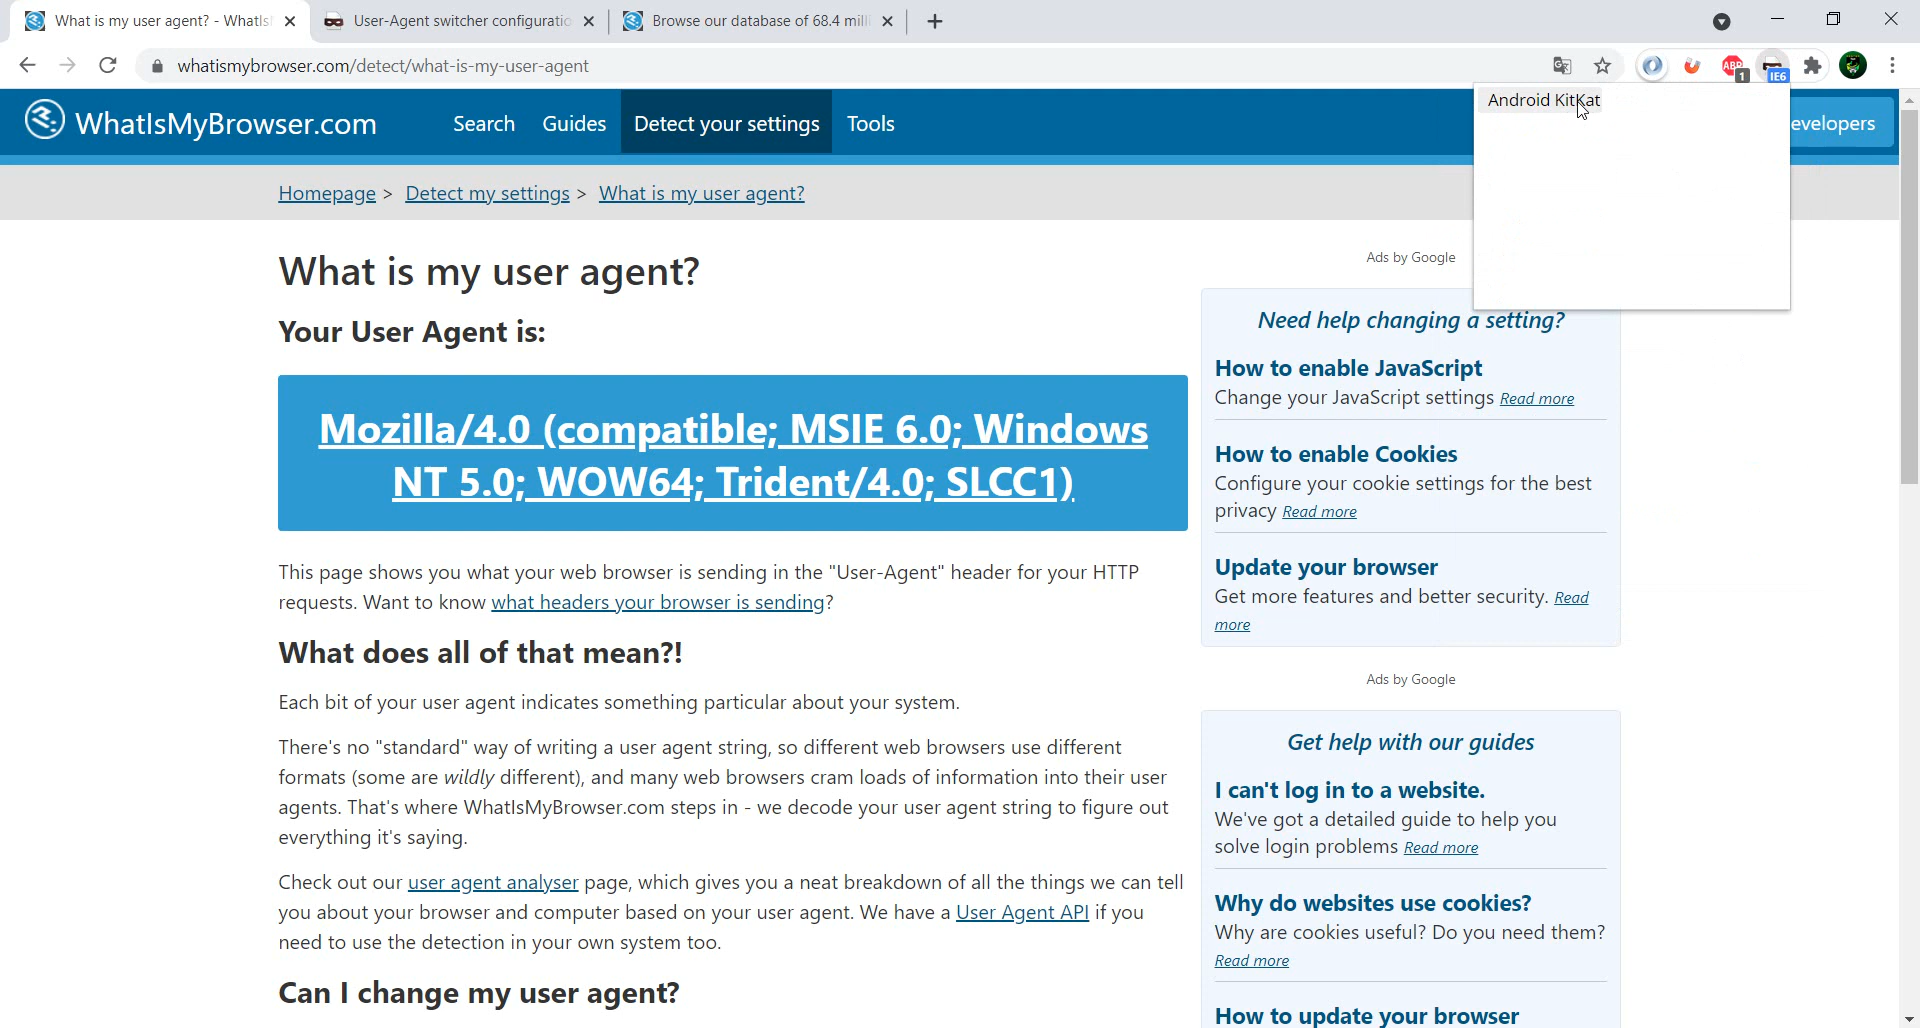 What is my user agent? - WhatIs
User-Agent switcher configuratio
Browse our database of 68.4 mill
whatismybrowser.com/detect/what-is-my-user-agent
ABP
1
IE6
Android KitKat
WhatIsMyBrowser.com
Search
Guides
Detect your settings
Tools
evelopers
Homepage > Detect my settings > What is my user agent?
What is my user agent?
Your User Agent is:
Mozilla/4.0 (compatible; MSIE 6.0; Windows
NT 5.0; WOW64; Trident/4.0; SLCC1)
This page shows you what your web browser is sending in the "User-Agent" header for your HTTP
requests. Want to know what headers your browser is sending?
What does all of that mean?!
Each bit of your user agent indicates something particular about your system.
There's no "standard" way of writing a user agent string, so different web browsers use different
formats (some are wildly different), and many web browsers cram loads of information into their user
agents. That's where WhatIsMyBrowser.com steps in - we decode your user agent string to figure out
everything it's saying.
Check out our user agent analyser page, which gives you a neat breakdown of all the things we can tell
you about your browser and computer based on your user agent. We have a User Agent API if you
need to use the detection in your own system too.
Can I change my user agent?
Ads by Google
Need help changing a setting?
How to enable JavaScript
Change your JavaScript settings Read more
How to enable Cookies
Configure your cookie settings for the best
privacy Read more
Update your browser
Get more features and better security. Read
more
Ads by Google
Get help with our guides
I can't log in to a website.
We've got a detailed guide to help you
solve login problems Read more
Why do websites use cookies?
Why are cookies useful? Do you need them?
Read more
How to update your browser